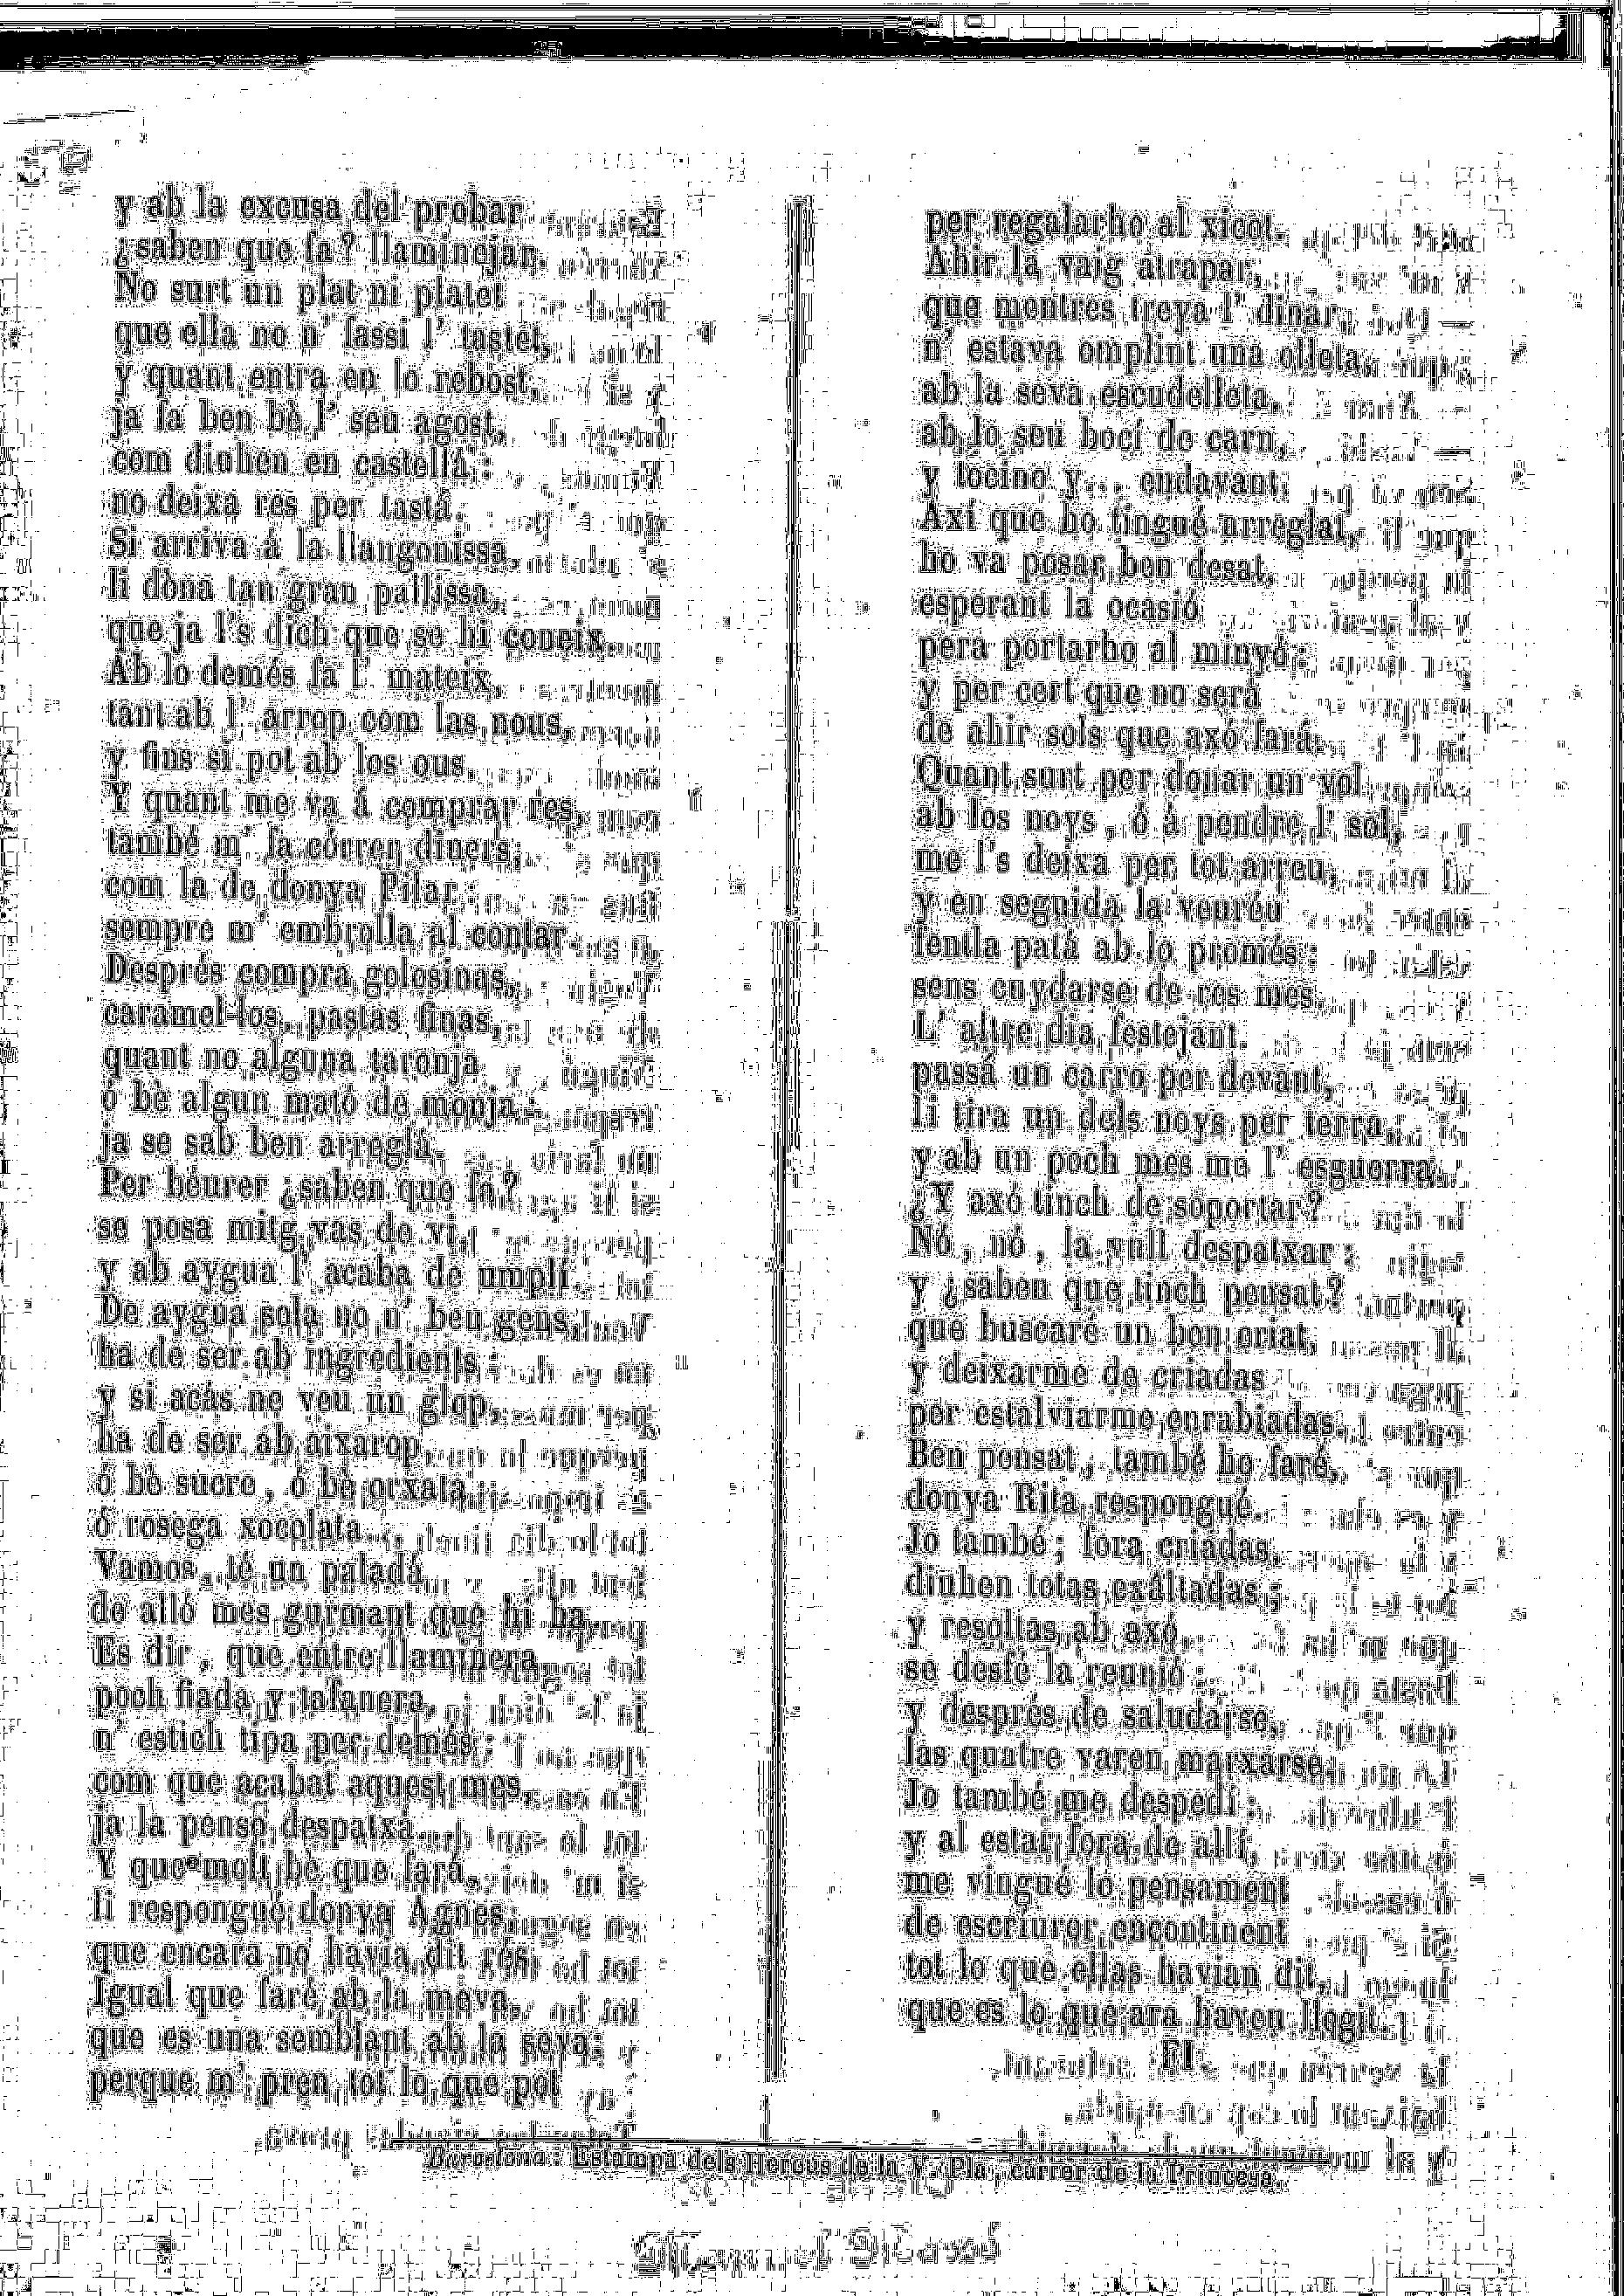 y ab la excusa del probar
¿saben que fa? llaminejar.
No surt un plat ni platet
que ella no n' fassi l' tastet,
y quant entra en lo rebost,
ja fa ben bè l' seu agost,
com diuhen en castellá:
no deixa res per tastá.
Si arriva á la llangonissa,
li dòna tan gran pallissa,
que ja l's dich que se hi coneix.
Ab lo demés fa l' mateix,
tant ab l' arrop com las nous,
y fins si pot ab los ous.
Y quant me va á comprar res,
també m' fa córrer diners;
com la de donya Pilar
sempre m' embrolla al contar.
Després compra golosinas,
caramel-los, pastas finas,
quant no alguna taronja
ó bè algun mató de monja:
ja se sab ben arreglá.
Per béurer ¿saben que fa?
se posa mitg vas de vi,
y ab aygua l' acaba de umplí.
De aygua sola no n' beu gens,
ha de ser ab ingredients;
y si acás ne veu un glop,
ha de ser ab aixarop,
ó bè sucre, ó bè orxata
ó rosega xocolata.
Vamos, té un paladá
de alló mes gurmant que hi ha.
Es dir, que entre llaminera,
poch fiada y tafanera,
n' estich tipa per demés;
com que acabat aquest mes,
ja la penso despatxá.
Y que molt bè que fará,
li respongué donya Agnes,
que encara no havia dit res.
Igual que faré ab la meva,
que es una semblant ab la seva:
perque m' pren tot lo que pot
per regalarho al xicot.
Ahir la vaig atrapar,
que mentres treya l' dinar,
n' estava omplint una olleta,
ab la seva escudelleta,
ab lo seu bocí de carn,
y tocino y... endavant.
Axí que ho tingué arreglat,
ho va posar ben desat,
esperant la ocasió
pera portarho al minyó;
y per cert que no será
de ahir sols que axó fará.
Quant surt per donar un vol
ab los noys, ó á pendre l' sol,
me l's deixa per tot arreu,
y en seguida la veuréu
fentla patá ab lo promés:
sens cuydarse de res mes.
L' altre dia festejant.
passá un carro per devant,
li tira un dels noys per terra,
y ab un poch mes me l' esguerra.
¿Y axó tinch de soportar?
Nó, nó, la vull despatxar:
y ¿saben que tinch pensat?
que buscaré un bon criat,
y deixarme de criadas
per estalviarme enrabiadas.
Ben pensat, també ho faré,
donya Rita respongué.
Jo també; fora criadas,
diuhen totas exáltadas;
y resoltas ab axó,
se desfé la reunió;
y després de saludarse,
las quatre varen marxarse.
Jo també me despedí;
y al estar fora de allí,
me vingué lo pensament
de escríurer encontinent
tot lo que ellas havian dit,
que es lo que ara haven llegit.
FI.
Barcelona: Estampa dels Hereus de la V. Pla, carrer de la Princesa.